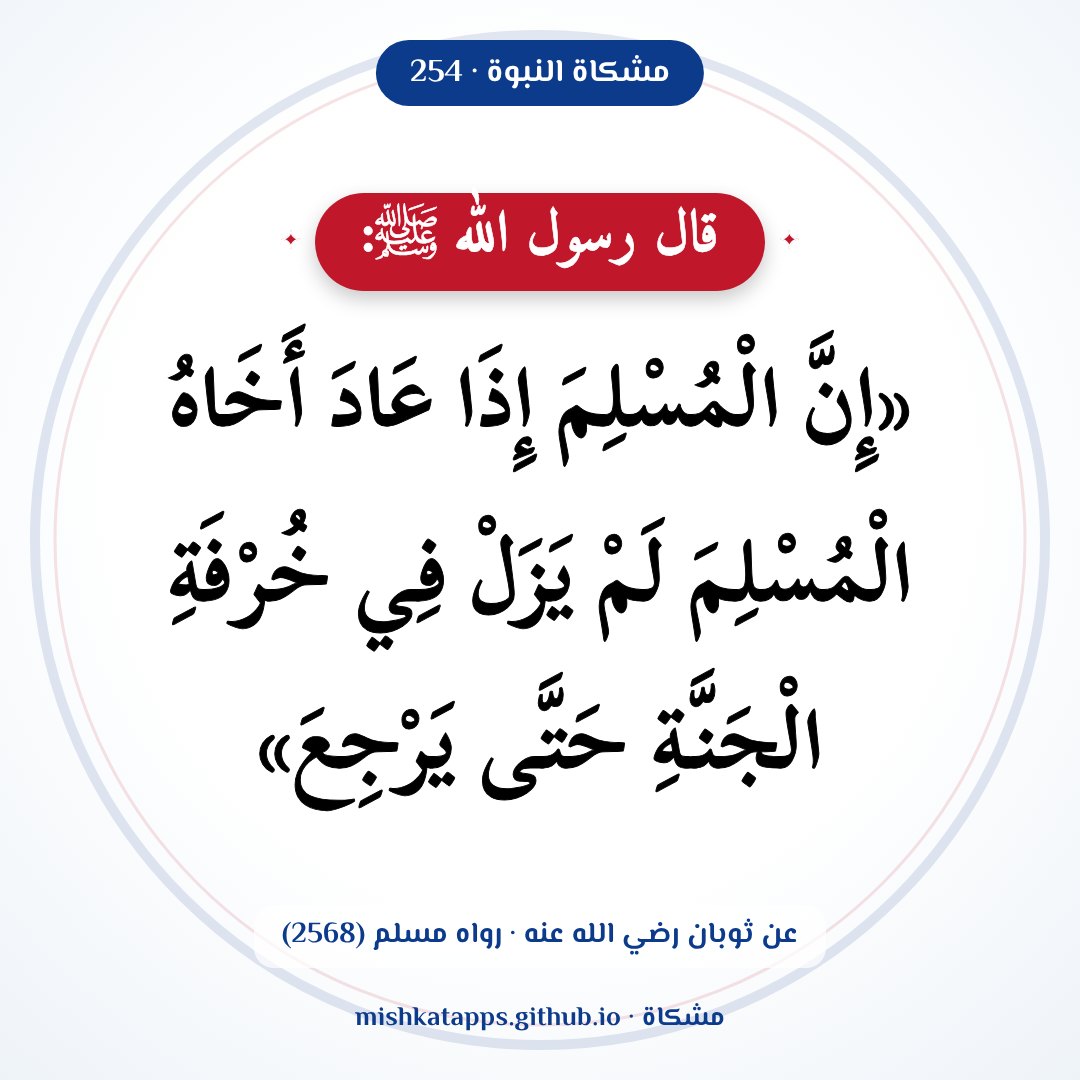 مشكاة النبوة · 254
قال رسول الله ﷺ:
«إِنَّ الْمُسْلِمَ إِذَا عَادَ أَخَاهُ
الْمُسْلِمَ لَمْ يَزَلْ فِي خُرْفَةِ
الْجَنَّةِ حَتَّى يَرْجِعَ»
عن ثوبان رضي الله عنه · رواه مسلم (2568)
مشكاة · mishkatapps.github.io